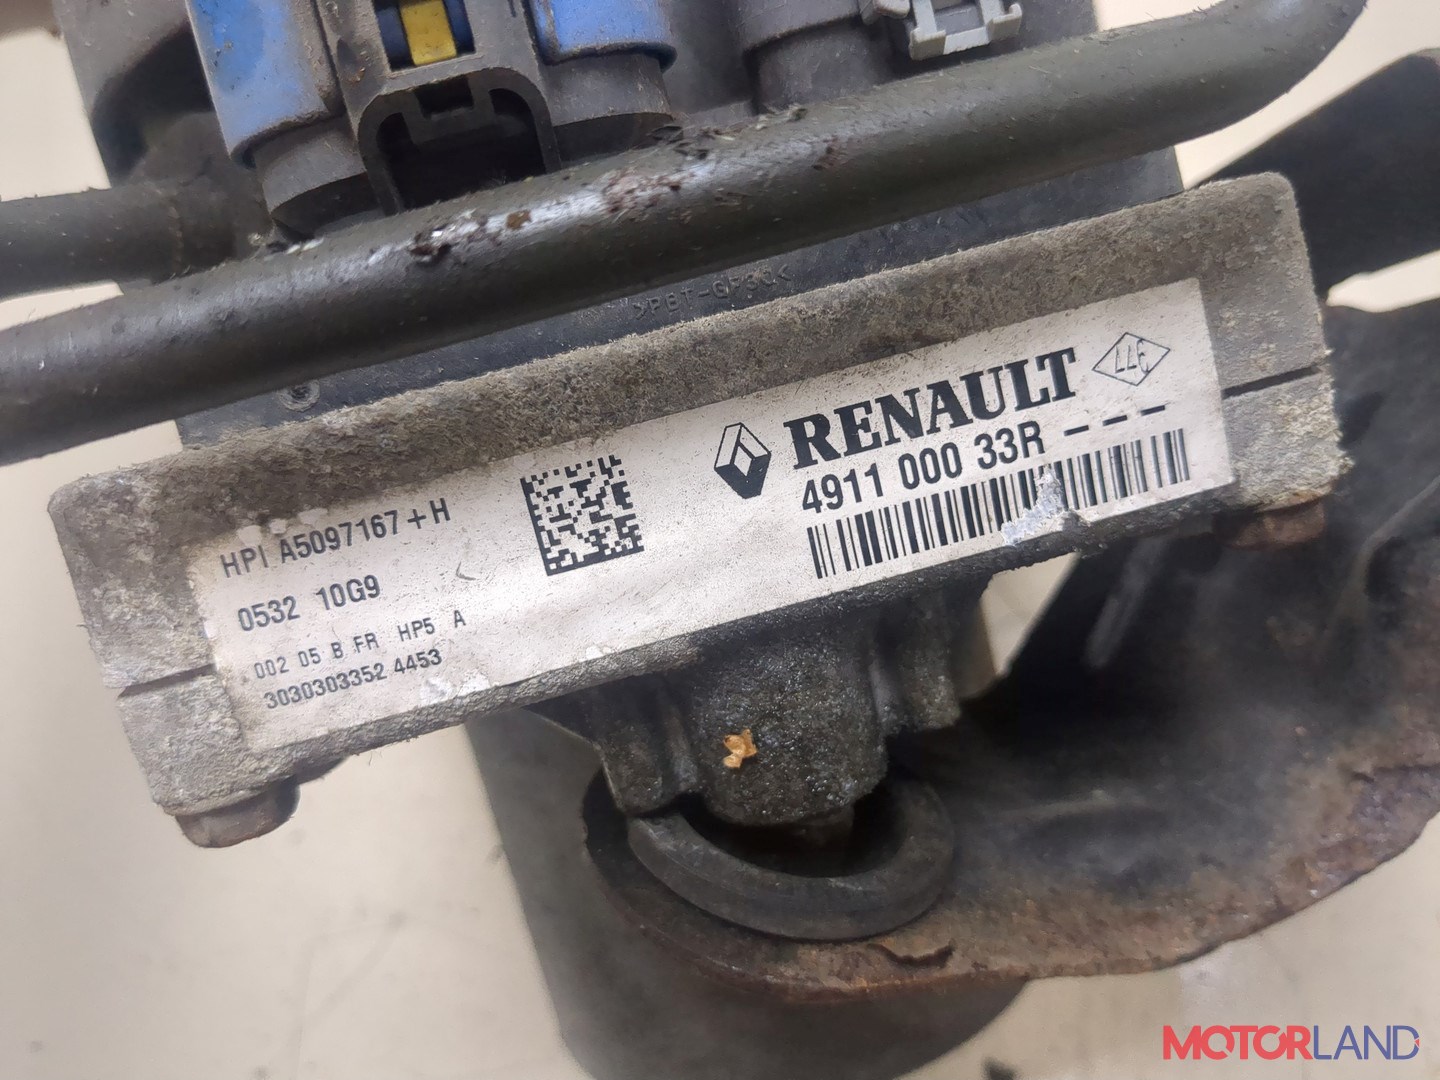 >PBT-GF30<
RENAULT
4911 000 33R ---
HPI A5097167+H
0532 10G9
002 05 B FR HP5 A
3030303352 4453
MOTORLAND